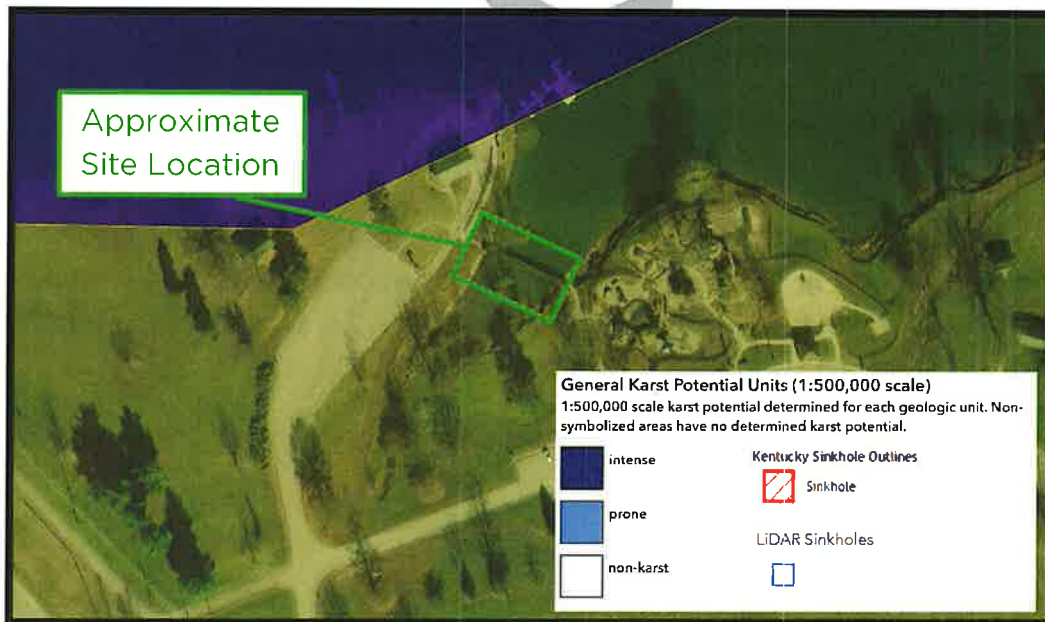 Approximate
Site Location
General Karst Potential Units (1:500,000 scale)
1:500,000 scale karst potential determined for each geologic unit. Non-
symbolized areas have no determined karst potential.
intense
prone
non-karst
Kentucky Sinkhole Outlines
Sinkhole
LiDAR Sinkholes